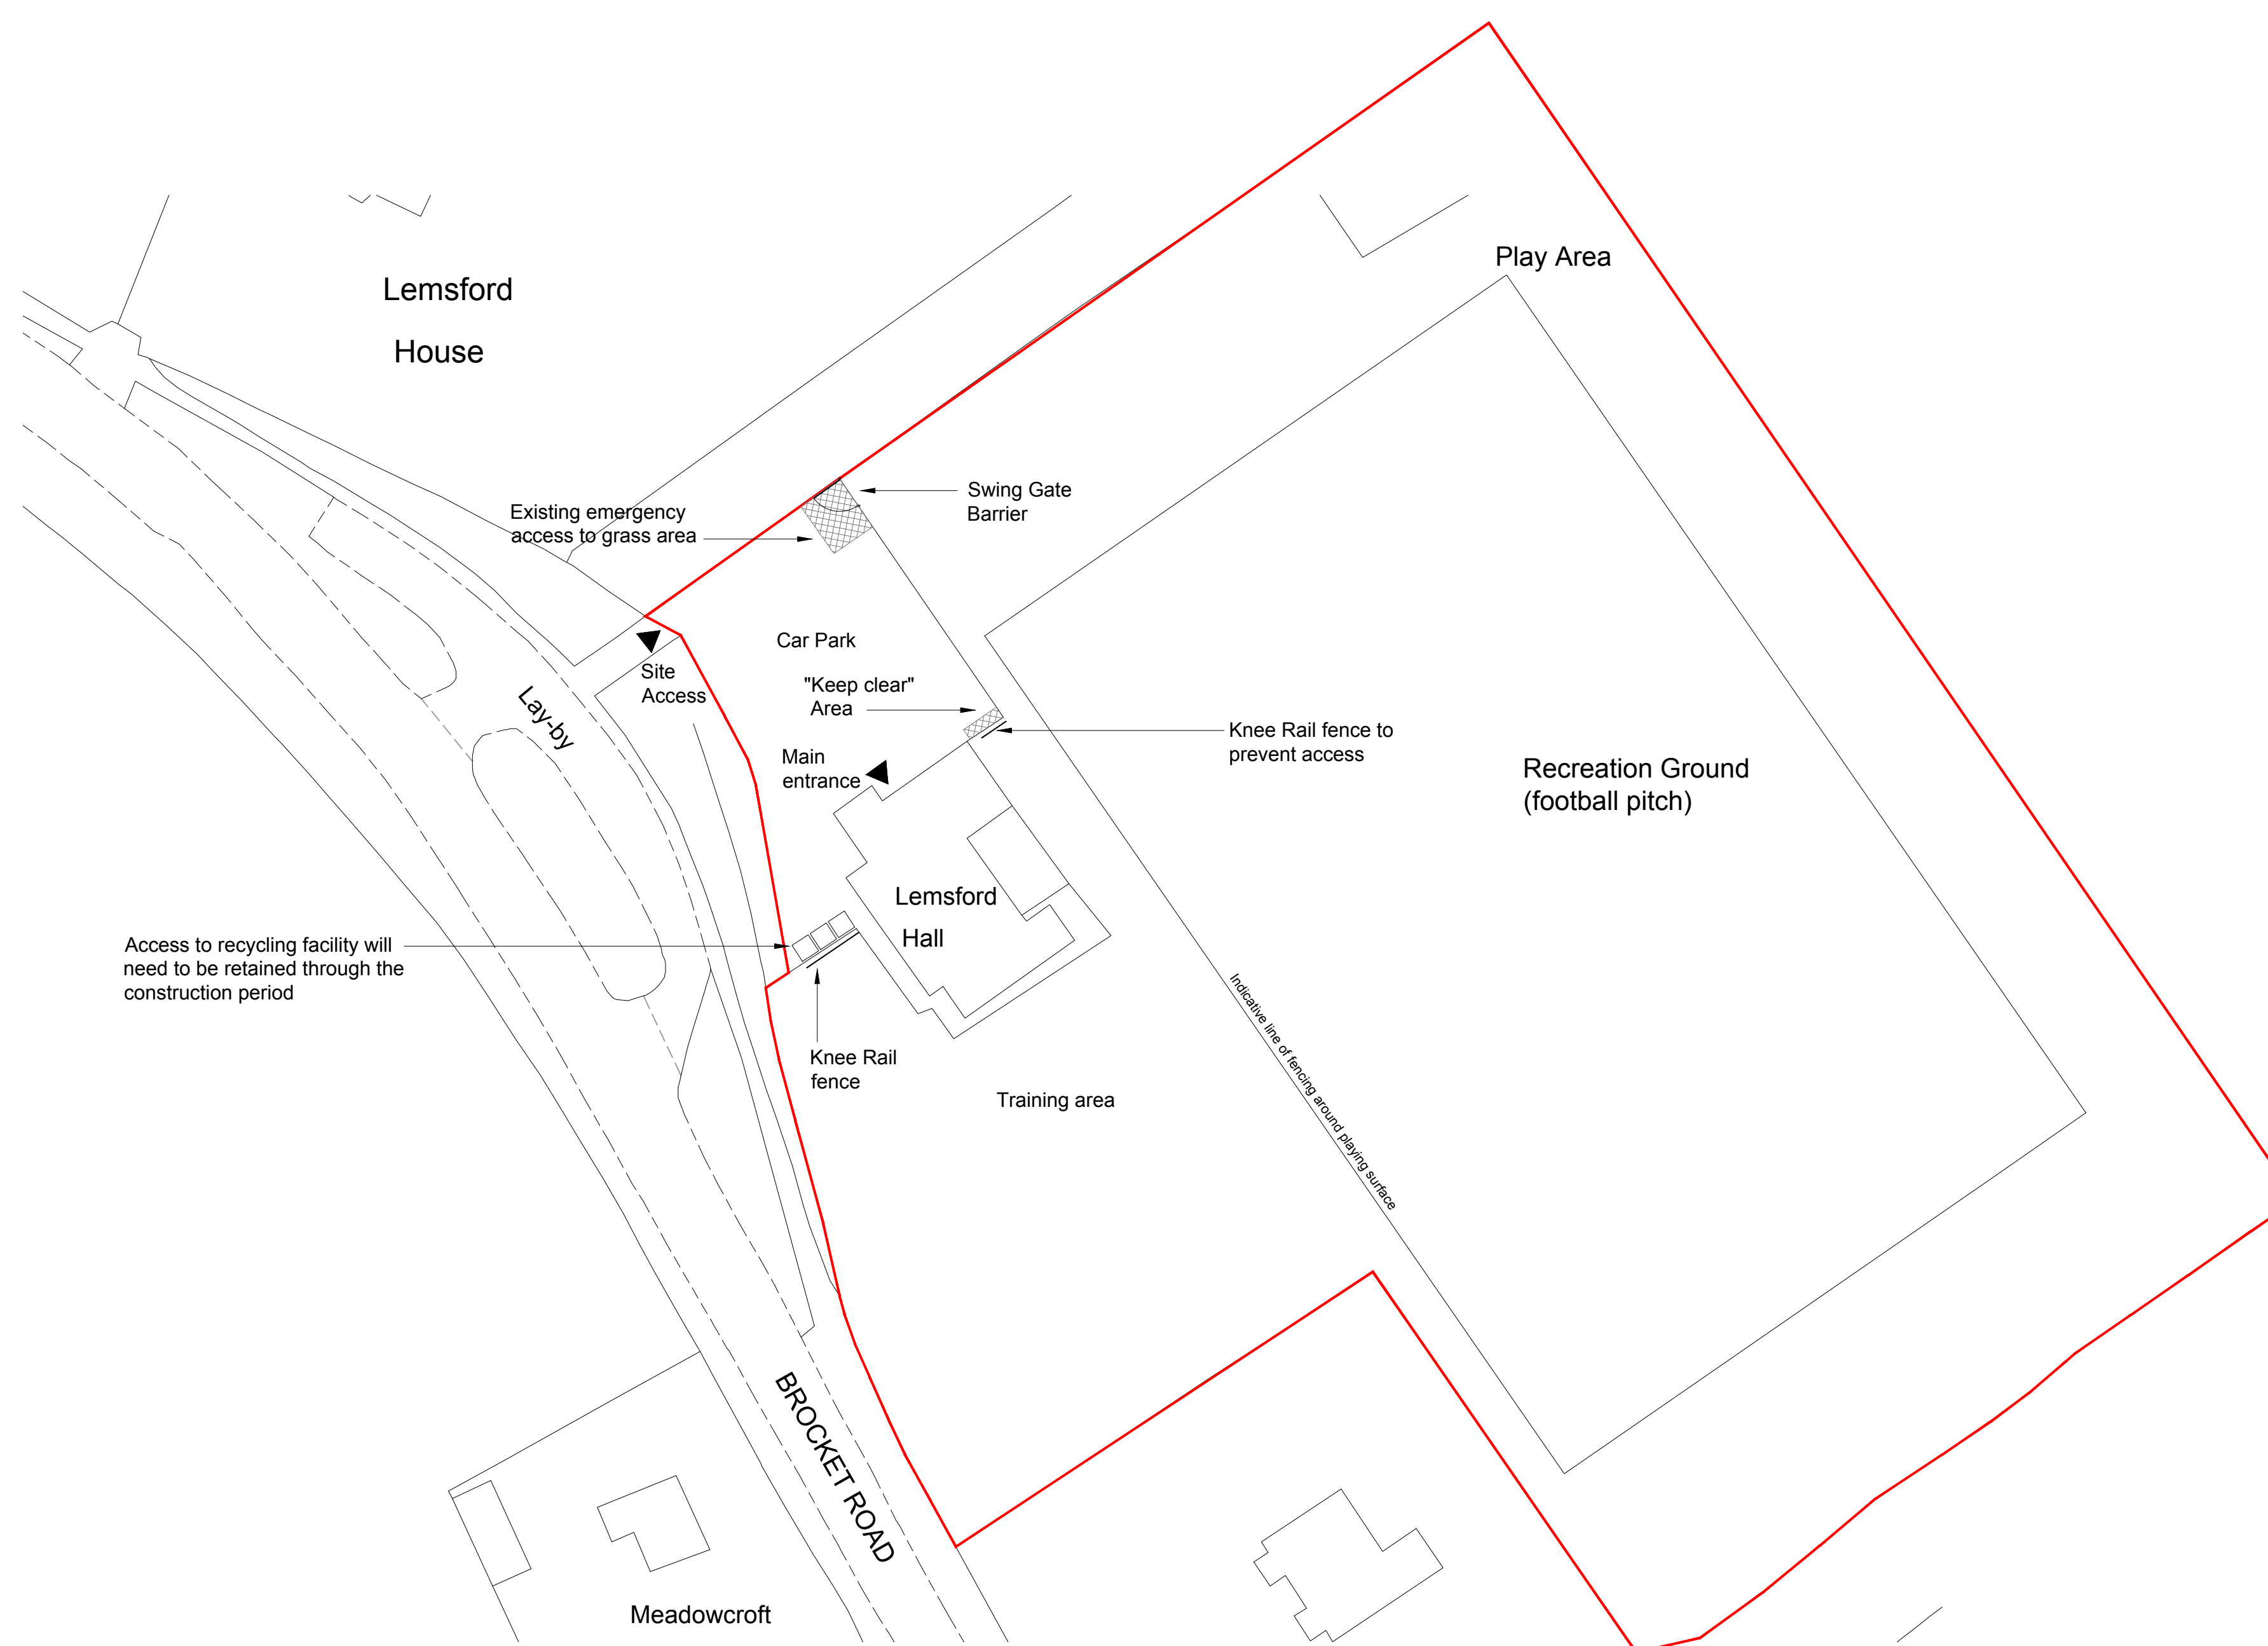 Play Area
Lemsford
House
Swing Gate
Barrier
Existing emergency
access to grass area
Car Park
Site
Access
"Keep clear"
Area
Lay-by
Knee Rail fence to
prevent access
Main
entrance
Recreation Ground
(football pitch)
Lemsford
Hall
Access to recycling facility will
need to be retained through the
construction period
Knee Rail
fence
Indicative line of fencing around playing surface
Training area
BROCKET ROAD
Meadowcroft